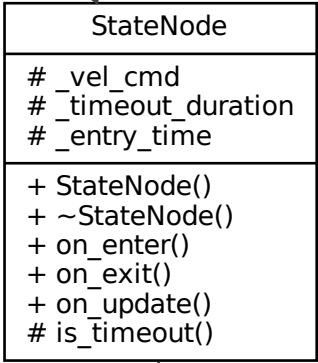 StateNode
# _vel_cmd
# _timeout_duration
# _entry_time
+ StateNode()
+ ~StateNode()
+ on_enter()
+ on_exit()
+ on_update()
# is_timeout()